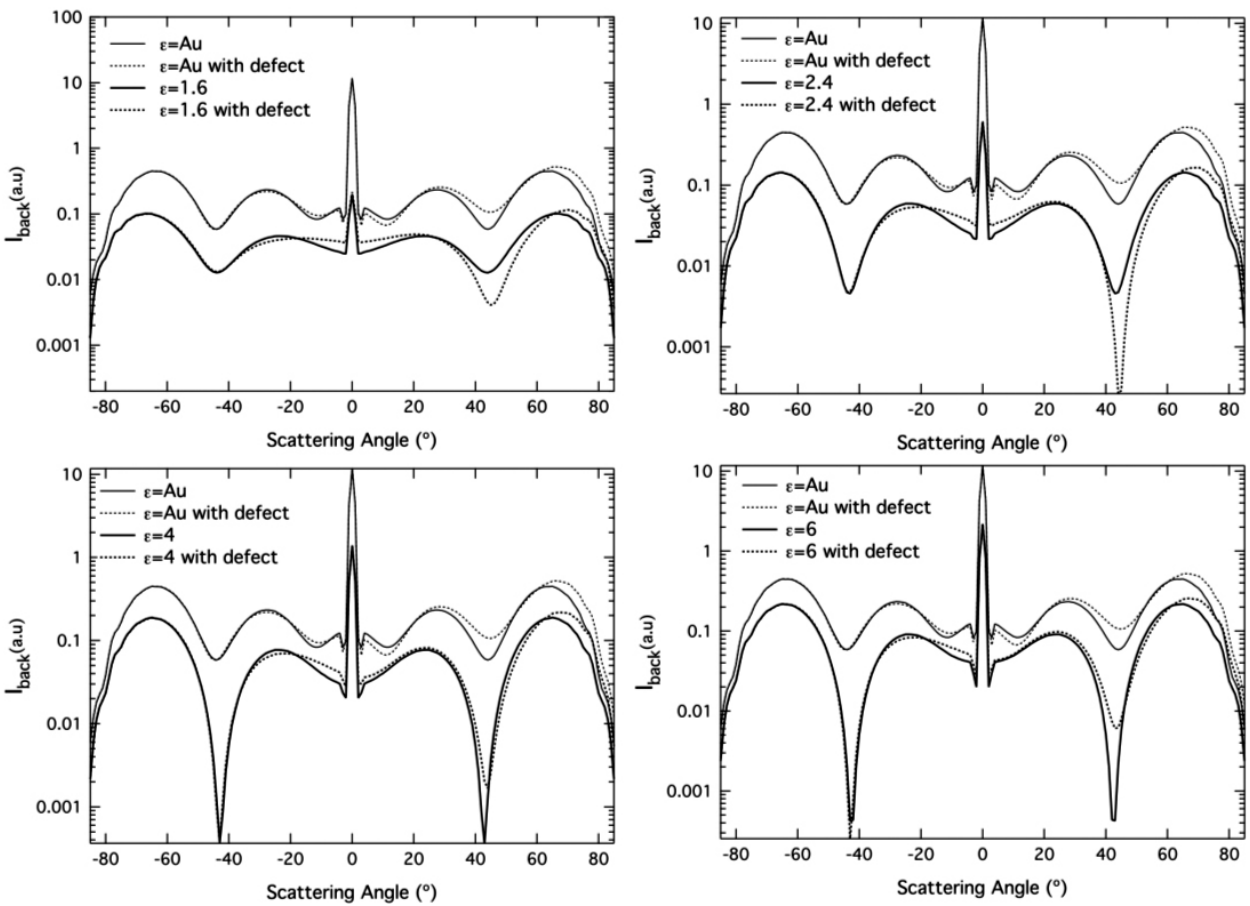 100
10
1
0.1
0.01
0.001
I_back(a.u)
ε=Au
ε=Au with defect
ε=1.6
ε=1.6 with defect
-80 -60 -40 -20 0 20 40 60 80
Scattering Angle (º)
10
1
0.1
0.01
0.001
I_back(a.u)
ε=Au
ε=Au with defect
ε=2.4
ε=2.4 with defect
-80 -60 -40 -20 0 20 40 60 80
Scattering Angle (º)
10
1
0.1
0.01
0.001
I_back(a.u)
ε=Au
ε=Au with defect
ε=4
ε=4 with defect
-80 -60 -40 -20 0 20 40 60 80
Scattering Angle (º)
10
1
0.1
0.01
0.001
I_back(a.u)
ε=Au
ε=Au with defect
ε=6
ε=6 with defect
-80 -60 -40 -20 0 20 40 60 80
Scattering Angle (º)